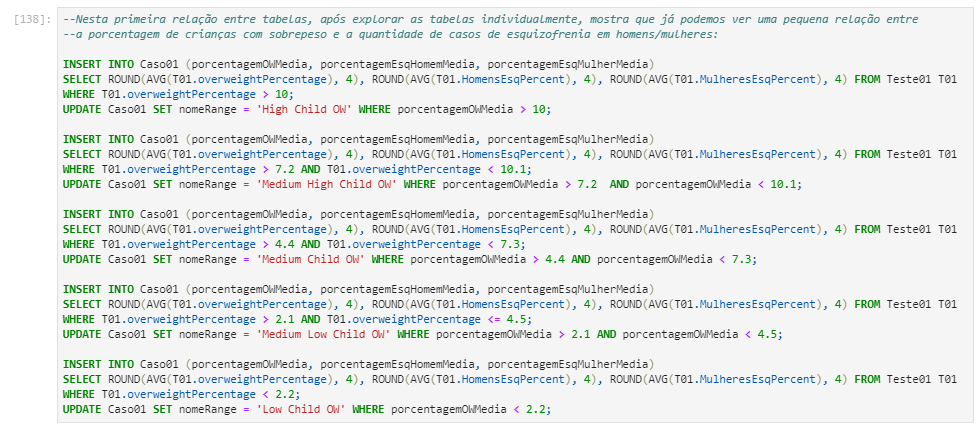 [138]: --Nesta primeira relação entre tabelas, após explorar as tabelas individualmente, mostra que já podemos ver uma pequena relação entre
--a porcentagem de crianças com sobrepeso e a quantidade de casos de esquizofrenia em homens/mulheres:
INSERT INTO Caso01 (porcentagemOWMedia, porcentagemEsqHomemMedia, porcentagemEsqMulherMedia)
SELECT ROUND(AVG(T01.overweightPercentage), 4), ROUND(AVG(T01.HomensEsqPercent), 4), ROUND(AVG(T01.MulheresEsqPercent), 4) FROM Teste01 T01
WHERE T01.overweightPercentage > 10;
UPDATE Caso01 SET nomeRange = 'High Child OW' WHERE porcentagemOWMedia > 10;
INSERT INTO Caso01 (porcentagemOWMedia, porcentagemEsqHomemMedia, porcentagemEsqMulherMedia)
SELECT ROUND(AVG(T01.overweightPercentage), 4), ROUND(AVG(T01.HomensEsqPercent), 4), ROUND(AVG(T01.MulheresEsqPercent), 4) FROM Teste01 T01
WHERE T01.overweightPercentage > 7.2 AND T01.overweightPercentage < 10.1;
UPDATE Caso01 SET nomeRange = 'Medium High Child OW' WHERE porcentagemOWMedia > 7.2  AND porcentagemOWMedia < 10.1;
INSERT INTO Caso01 (porcentagemOWMedia, porcentagemEsqHomemMedia, porcentagemEsqMulherMedia)
SELECT ROUND(AVG(T01.overweightPercentage), 4), ROUND(AVG(T01.HomensEsqPercent), 4), ROUND(AVG(T01.MulheresEsqPercent), 4) FROM Teste01 T01
WHERE T01.overweightPercentage > 4.4 AND T01.overweightPercentage < 7.3;
UPDATE Caso01 SET nomeRange = 'Medium Child OW' WHERE porcentagemOWMedia > 4.4 AND porcentagemOWMedia < 7.3;
INSERT INTO Caso01 (porcentagemOWMedia, porcentagemEsqHomemMedia, porcentagemEsqMulherMedia)
SELECT ROUND(AVG(T01.overweightPercentage), 4), ROUND(AVG(T01.HomensEsqPercent), 4), ROUND(AVG(T01.MulheresEsqPercent), 4) FROM Teste01 T01
WHERE T01.overweightPercentage > 2.1 AND T01.overweightPercentage <= 4.5;
UPDATE Caso01 SET nomeRange = 'Medium Low Child OW' WHERE porcentagemOWMedia > 2.1 AND porcentagemOWMedia < 4.5;
INSERT INTO Caso01 (porcentagemOWMedia, porcentagemEsqHomemMedia, porcentagemEsqMulherMedia)
SELECT ROUND(AVG(T01.overweightPercentage), 4), ROUND(AVG(T01.HomensEsqPercent), 4), ROUND(AVG(T01.MulheresEsqPercent), 4) FROM Teste01 T01
WHERE T01.overweightPercentage < 2.2;
UPDATE Caso01 SET nomeRange = 'Low Child OW' WHERE porcentagemOWMedia < 2.2;